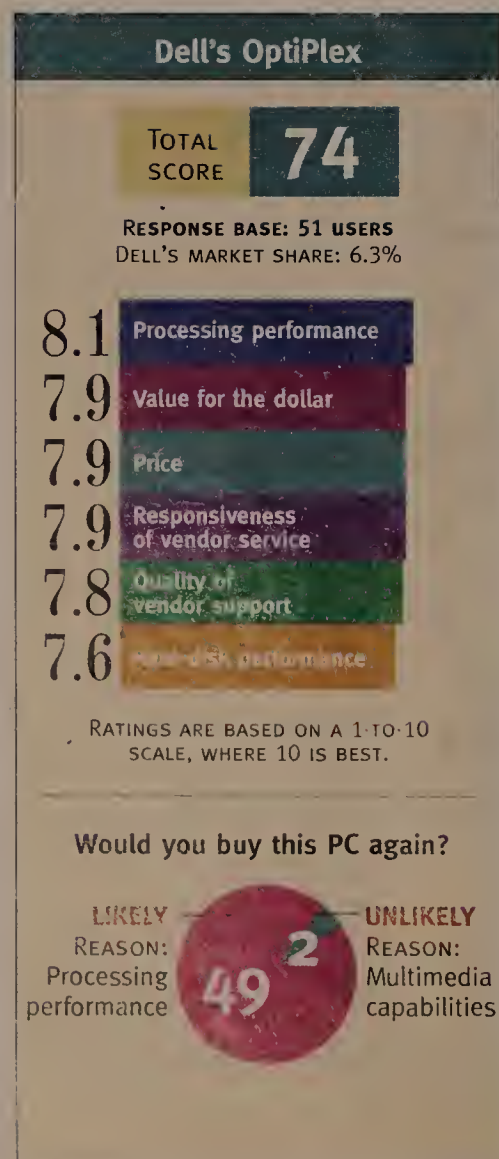 Dell's OptiPlex
TOTAL
SCORE
74
RESPONSE BASE: 51 USERS
DELL'S MARKET SHARE: 6.3%
8.1 Processing performance
7.9 Value for the dollar
7.9 Price
7.9 Responsiveness
of vendor service
7.8 Quality of
vendor support
7.6 Hard-disk performance
RATINGS ARE BASED ON A 1-TO-10
SCALE, WHERE 10 IS BEST.
Would you buy this PC again?
LIKELY
REASON:
Processing
performance
49
2
UNLIKELY
REASON:
Multimedia
capabilities